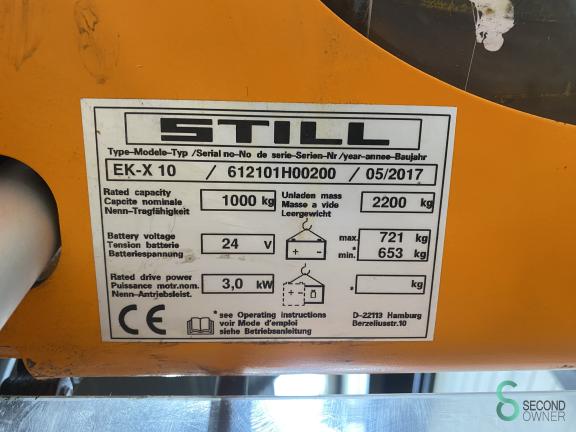 STILL
Type-Modele-Typ /Serial no-No de serie-Serien-Nr /year-annee-Baujahr
EK-X 10 / 612101H00200 / 05/2017
Rated capacity
Capcite nominale
Nenn-Tragfähigkeit
1000 kg
Unladen mass
Masse a vide
Leergewicht
2200 kg
Battery voltage
Tension batterie
Batteriespannung
24 V
+ -
max. 721 kg
min.* 653 kg
Rated drive power
Puissance motr.nom.
Nenn-Antriebsleist.
3,0 kW
+ -
* kg
CE
*see Operating instructions
voir Mode d'emploi
siehe Betriebsanleitung
D-22113 Hamburg
Berzeliusstr.10
SECOND
OWNER